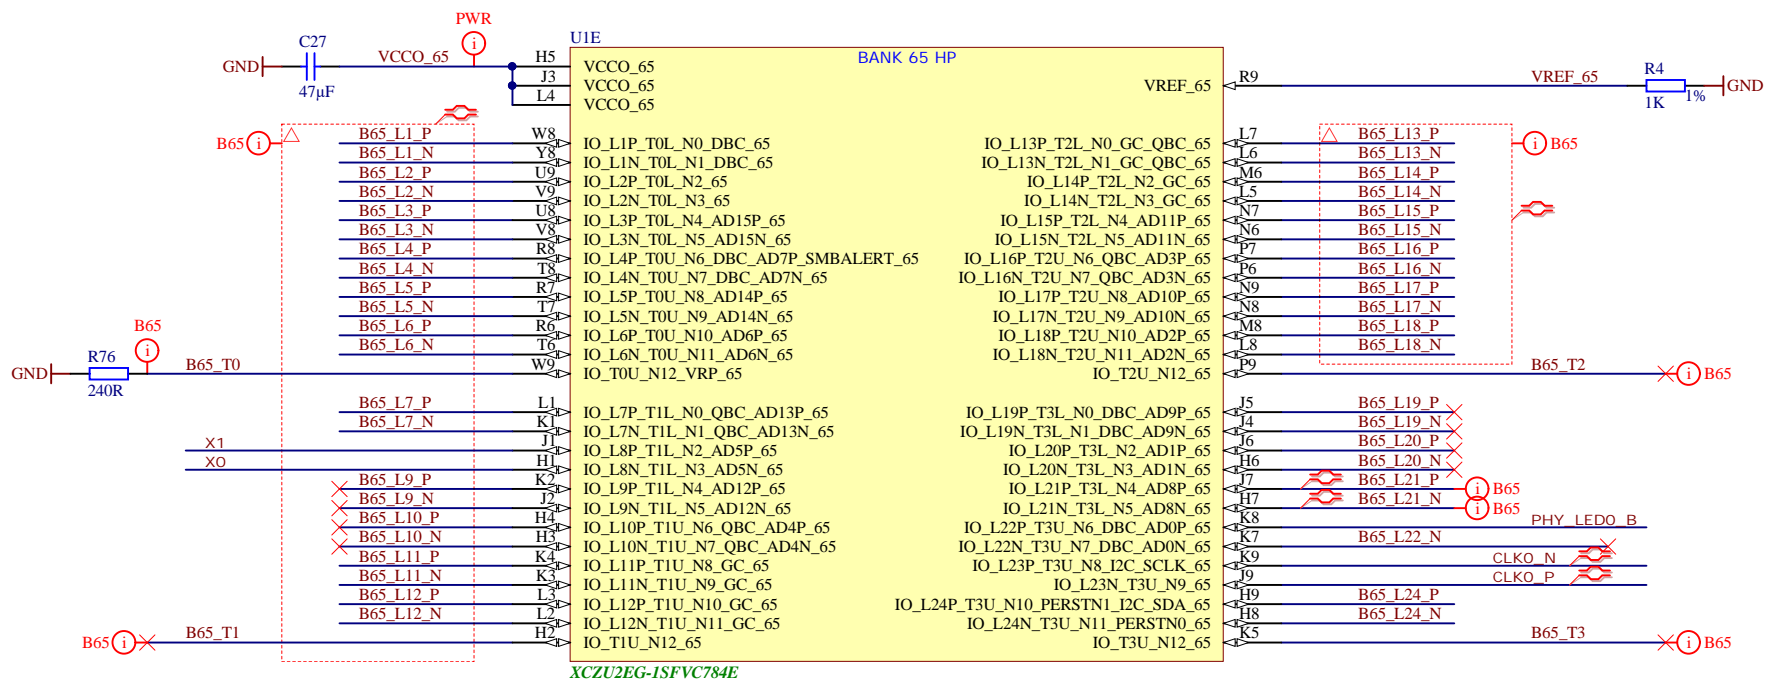 PWR
C27
U1E
GND
VCCO_65
47µF
BANK 65 HP
H5 VCCO_65
J3 VCCO_65
L4 VCCO_65
VREF_65 R9 VREF_65
R4
1K
1%
GND
B65
B65_L1_P W8 IO_L1P_T0L_N0_DBC_65
B65_L1_N Y8 IO_L1N_T0L_N1_DBC_65
B65_L2_P U9 IO_L2P_T0L_N2_65
B65_L2_N V9 IO_L2N_T0L_N3_65
B65_L3_P U8 IO_L3P_T0L_N4_AD15P_65
B65_L3_N V8 IO_L3N_T0L_N5_AD15N_65
B65_L4_P R8 IO_L4P_T0U_N6_DBC_AD7P_SMBALERT_65
B65_L4_N T8 IO_L4N_T0U_N7_DBC_AD7N_65
B65_L5_P R7 IO_L5P_T0U_N8_AD14P_65
B65_L5_N T7 IO_L5N_T0U_N9_AD14N_65
B65_L6_P R6 IO_L6P_T0U_N10_AD6P_65
B65_L6_N T6 IO_L6N_T0U_N11_AD6N_65
B65
R76
GND
240R
B65_T0 W9 IO_T0U_N12_VRP_65
B65_L7_P L1 IO_L7P_T1L_N0_QBC_AD13P_65
B65_L7_N K1 IO_L7N_T1L_N1_QBC_AD13N_65
X1 J1 IO_L8P_T1L_N2_AD5P_65
X0 H1 IO_L8N_T1L_N3_AD5N_65
B65_L9_P K2 IO_L9P_T1L_N4_AD12P_65
B65_L9_N J2 IO_L9N_T1L_N5_AD12N_65
B65_L10_P H4 IO_L10P_T1U_N6_QBC_AD4P_65
B65_L10_N H3 IO_L10N_T1U_N7_QBC_AD4N_65
B65_L11_P K4 IO_L11P_T1U_N8_GC_65
B65_L11_N K3 IO_L11N_T1U_N9_GC_65
B65_L12_P L3 IO_L12P_T1U_N10_GC_65
B65_L12_N L2 IO_L12N_T1U_N11_GC_65
B65 B65_T1 H2 IO_T1U_N12_65
IO_L13P_T2L_N0_GC_QBC_65 L7 B65_L13_P
B65
IO_L13N_T2L_N1_GC_QBC_65 L6 B65_L13_N
IO_L14P_T2L_N2_GC_65 M6 B65_L14_P
IO_L14N_T2L_N3_GC_65 L5 B65_L14_N
IO_L15P_T2L_N4_AD11P_65 N7 B65_L15_P
IO_L15N_T2L_N5_AD11N_65 N6 B65_L15_N
IO_L16P_T2U_N6_QBC_AD3P_65 P7 B65_L16_P
IO_L16N_T2U_N7_QBC_AD3N_65 P6 B65_L16_N
IO_L17P_T2U_N8_AD10P_65 N9 B65_L17_P
IO_L17N_T2U_N9_AD10N_65 N8 B65_L17_N
IO_L18P_T2U_N10_AD2P_65 M8 B65_L18_P
IO_L18N_T2U_N11_AD2N_65 L8 B65_L18_N
IO_T2U_N12_65 P9 B65_T2 B65
IO_L19P_T3L_N0_DBC_AD9P_65 J5 B65_L19_P
IO_L19N_T3L_N1_DBC_AD9N_65 J4 B65_L19_N
IO_L20P_T3L_N2_AD1P_65 J6 B65_L20_P
IO_L20N_T3L_N3_AD1N_65 H6 B65_L20_N
IO_L21P_T3L_N4_AD8P_65 J7 B65_L21_P B65
IO_L21N_T3L_N5_AD8N_65 H7 B65_L21_N B65
IO_L22P_T3U_N6_DBC_AD0P_65 K8 PHY_LED0_B
IO_L22N_T3U_N7_DBC_AD0N_65 K7 B65_L22_N
IO_L23P_T3U_N8_I2C_SCLK_65 K9 CLK0_N
IO_L23N_T3U_N9_65 J9 CLK0_P
IO_L24P_T3U_N10_PERSTN1_I2C_SDA_65 H9 B65_L24_P
IO_L24N_T3U_N11_PERSTN0_65 H8 B65_L24_N
IO_T3U_N12_65 K5 B65_T3 B65
XCZU2EG-1SFVC784E